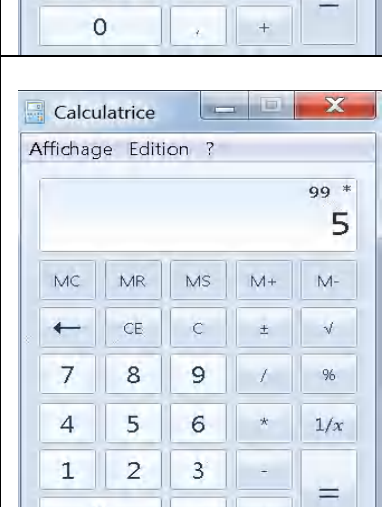 0 , +
Calculatrice
Affichage Edition ?
99 *
5
MC MR MS M+ M-
← CE C ± √
7 8 9 / %
4 5 6 * 1/x
1 2 3 -
=